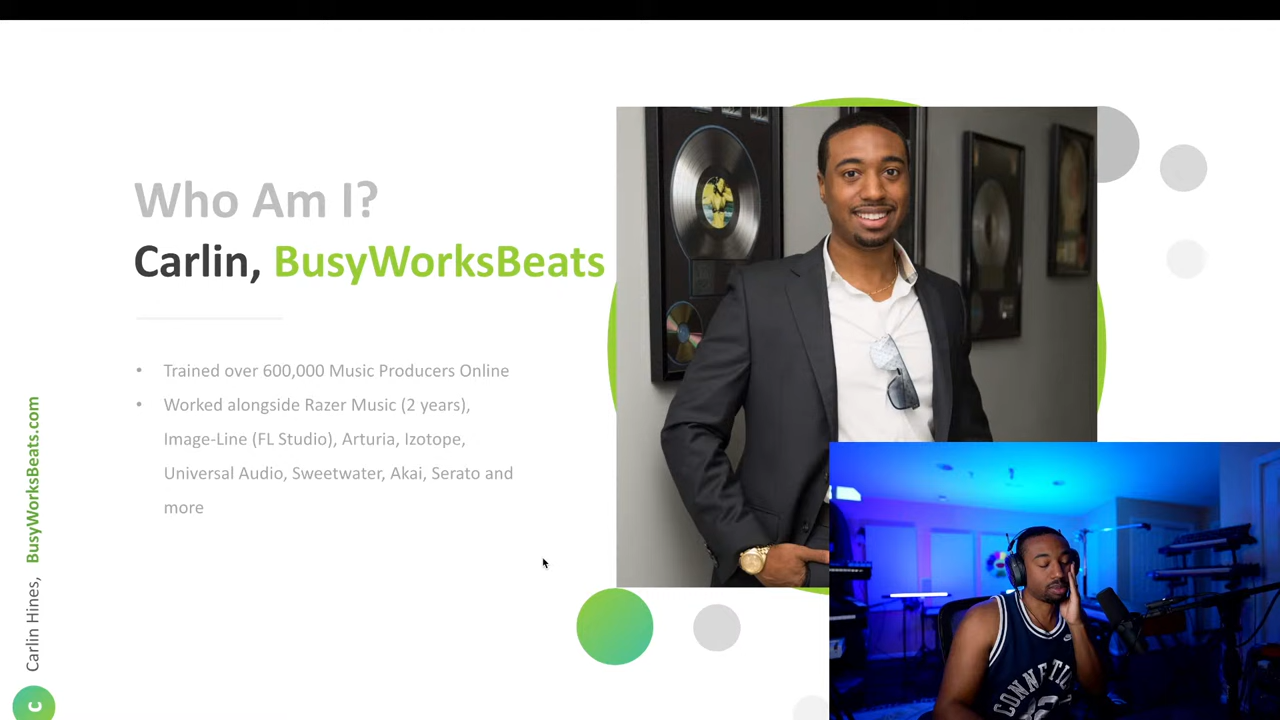 Who Am I?
Carlin, BusyWorksBeats
• Trained over 600,000 Music Producers Online
• Worked alongside Razer Music (2 years),
Image-Line (FL Studio), Arturia, Izotope,
Universal Audio, Sweetwater, Akai, Serato and
more
Carlin Hines, BusyWorksBeats.com
C